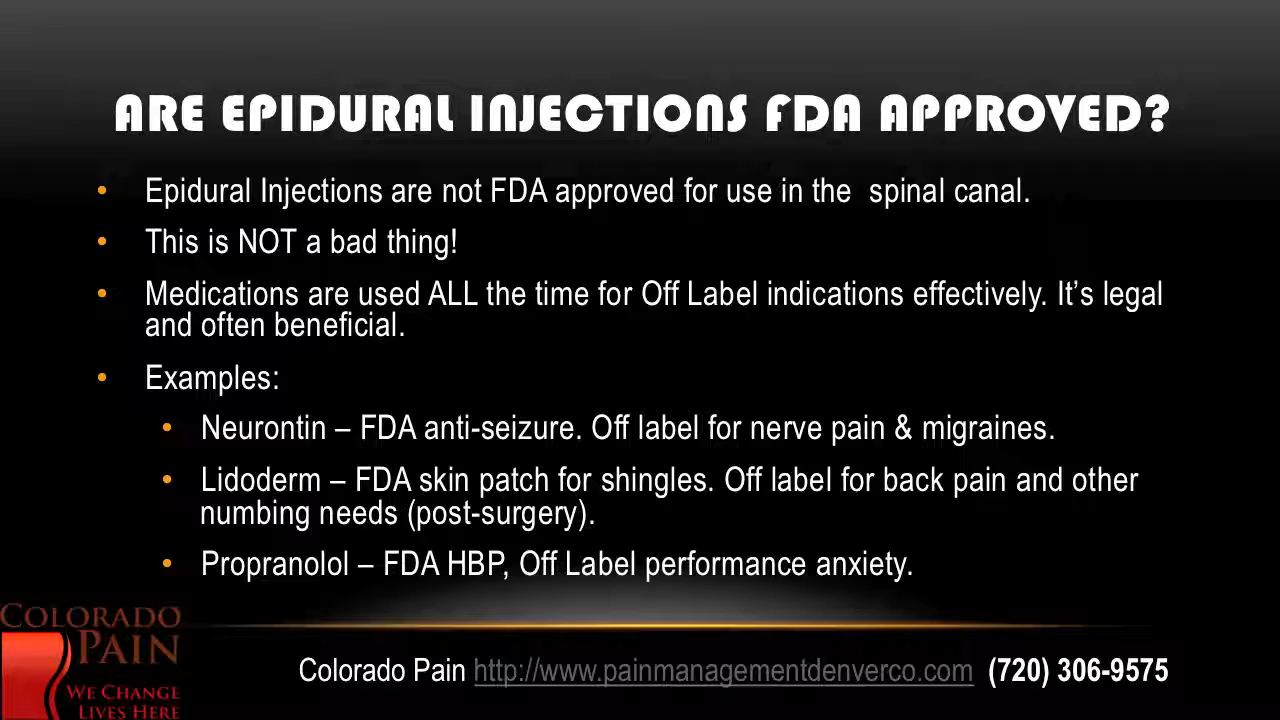 ARE EPIDURAL INJECTIONS FDA APPROVED?
• Epidural Injections are not FDA approved for use in the  spinal canal.
• This is NOT a bad thing!
• Medications are used ALL the time for Off Label indications effectively. It’s legal
and often beneficial.
• Examples:
• Neurontin – FDA anti-seizure. Off label for nerve pain & migraines.
• Lidoderm – FDA skin patch for shingles. Off label for back pain and other
numbing needs (post-surgery).
• Propranolol – FDA HBP, Off Label performance anxiety.
COLORADO
PAIN
WE CHANGE
LIVES HERE
Colorado Pain http://www.painmanagementdenverco.com (720) 306-9575